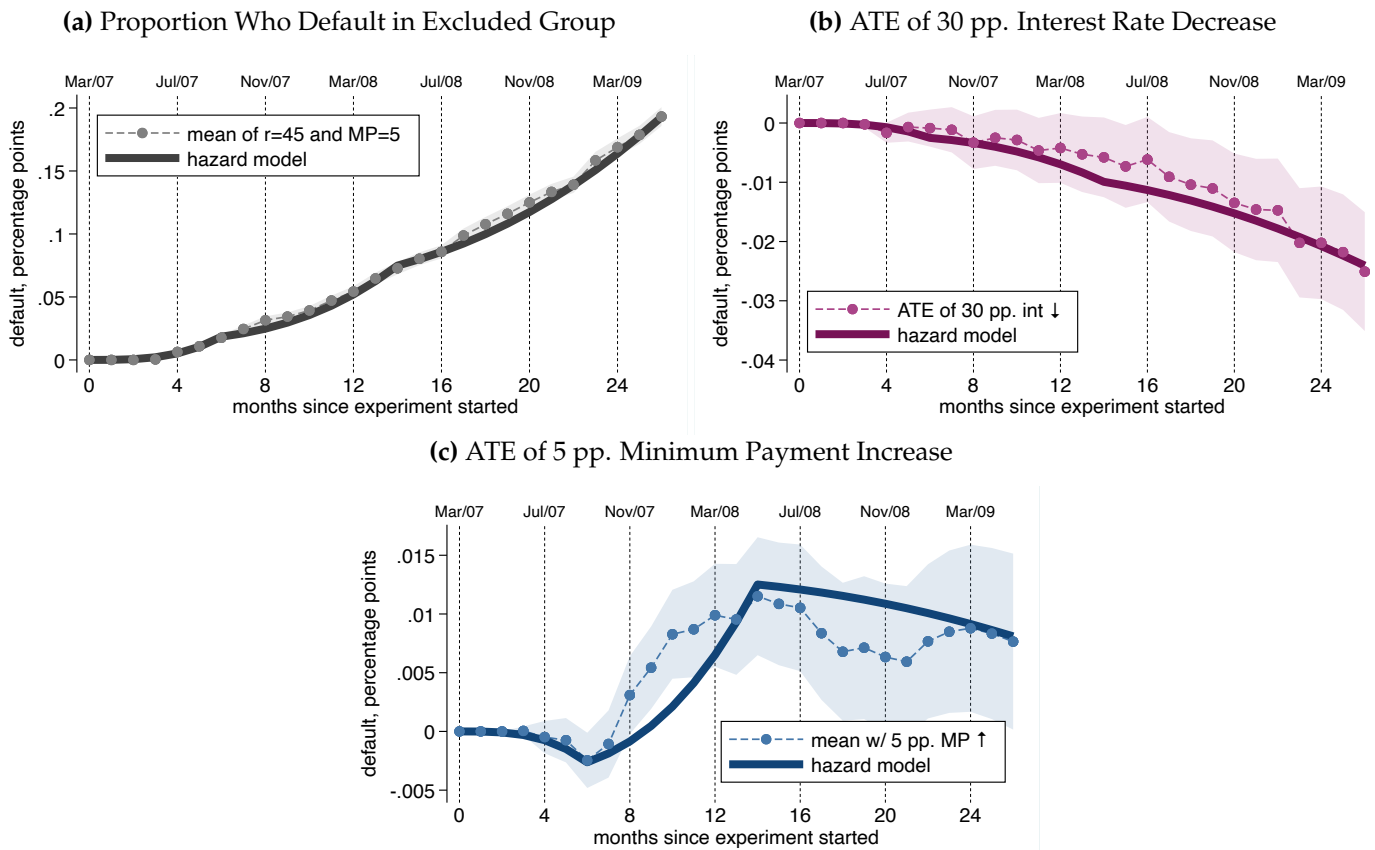 (a) Proportion Who Default in Excluded Group
Mar/07 Jul/07 Nov/07 Mar/08 Jul/08 Nov/08 Mar/09
default, percentage points
.2
.15
.1
.05
0
mean of r=45 and MP=5
hazard model
0 4 8 12 16 20 24
months since experiment started
(b) ATE of 30 pp. Interest Rate Decrease
Mar/07 Jul/07 Nov/07 Mar/08 Jul/08 Nov/08 Mar/09
default, percentage points
0
-.01
-.02
-.03
-.04
ATE of 30 pp. int ↓
hazard model
0 4 8 12 16 20 24
months since experiment started
(c) ATE of 5 pp. Minimum Payment Increase
Mar/07 Jul/07 Nov/07 Mar/08 Jul/08 Nov/08 Mar/09
default, percentage points
.015
.01
.005
0
-.005
mean w/ 5 pp. MP ↑
hazard model
0 4 8 12 16 20 24
months since experiment started